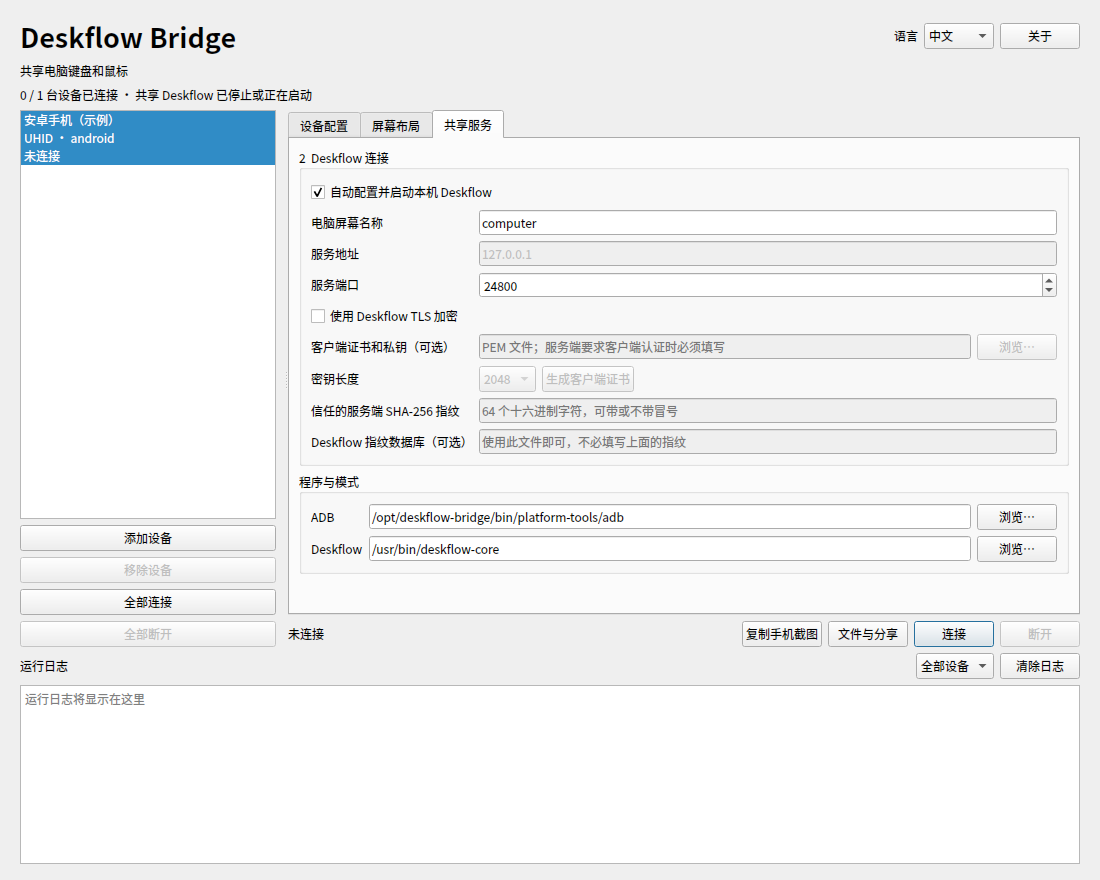 Deskflow Bridge
语言 中文 关于
共享电脑键盘和鼠标
0 / 1 台设备已连接 · 共享 Deskflow 已停止或正在启动
安卓手机（示例）
UHID · android
未连接
添加设备
移除设备
全部连接
全部断开
设备配置 屏幕布局 共享服务
2 Deskflow 连接
自动配置并启动本机 Deskflow
电脑屏幕名称 computer
服务地址 127.0.0.1
服务端口 24800
使用 Deskflow TLS 加密
客户端证书和私钥（可选） PEM 文件；服务端要求客户端认证时必须填写 浏览…
密钥长度 2048 生成客户端证书
信任的服务端 SHA-256 指纹 64 个十六进制字符，可带或不带冒号
Deskflow 指纹数据库（可选） 使用此文件即可，不必填写上面的指纹
程序与模式
ADB /opt/deskflow-bridge/bin/platform-tools/adb 浏览…
Deskflow /usr/bin/deskflow-core 浏览…
未连接 复制手机截图 文件与分享 连接 断开
运行日志 全部设备 清除日志
运行日志将显示在这里